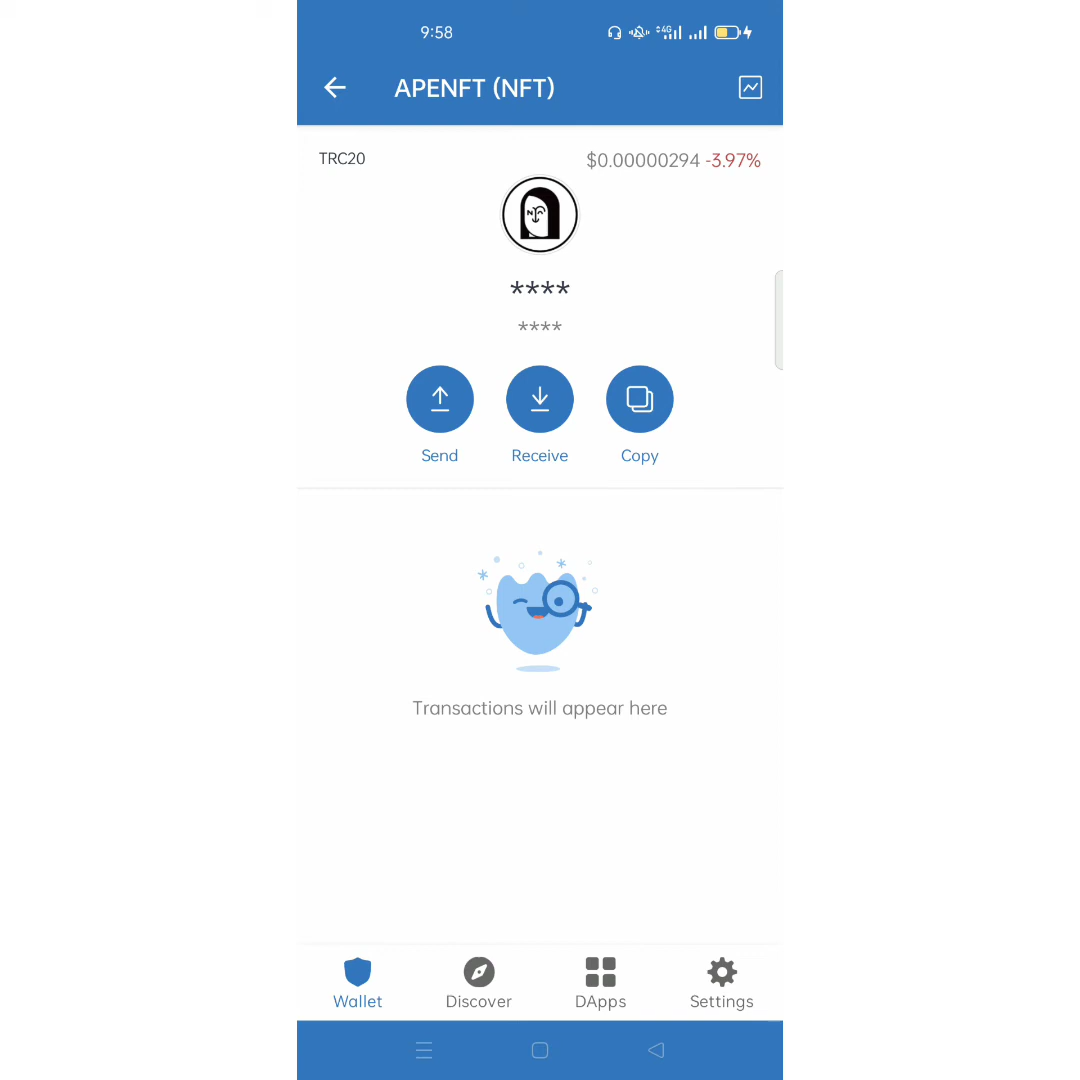 9:58
4G
APENFT (NFT)
TRC20
$0.00000294 -3.97%
****
****
Send Receive Copy
Transactions will appear here
Wallet Discover DApps Settings